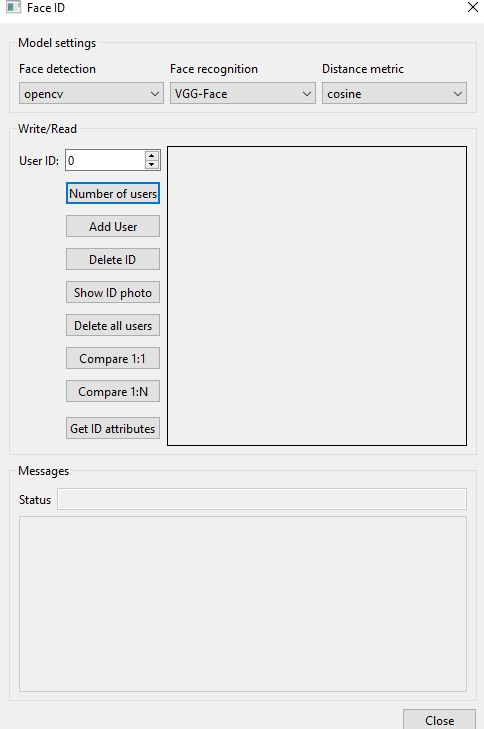 Face ID
Model settings
Face detection Face recognition Distance metric
opencv VGG-Face cosine
Write/Read
User ID: 0
Number of users
Add User
Delete ID
Show ID photo
Delete all users
Compare 1:1
Compare 1:N
Get ID attributes
Messages
Status
Close